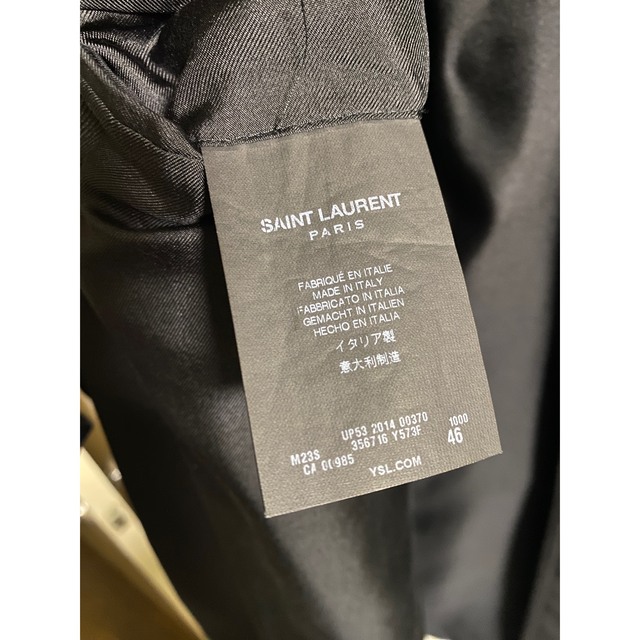 SAINT LAURENT
PARIS
FABRIQUÉ EN ITALIE
MADE IN ITALY
FABBRICATO IN ITALIA
GEMACHT IN ITALIEN
HECHO EN ITALIA
イタリア製
意大利制造
UP53 2014 00370 1000
M23S 356716 Y573F 46
CA 00985 YSL.COM